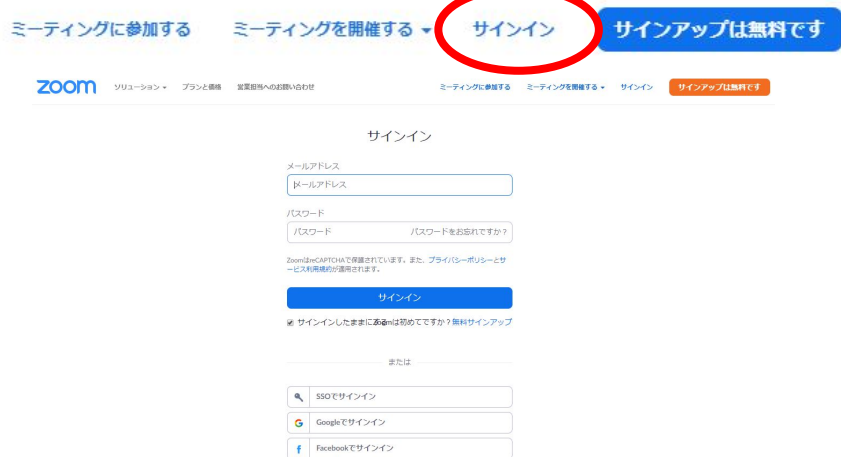 ミーティングに参加する ミーティングを開催する サインイン サインアップは無料です
zoom ソリューション プランと価格 営業担当へのお問い合わせ ミーティングに参加する ミーティングを開催する サインイン サインアップは無料です
サインイン
メールアドレス
メールアドレス
パスワード
パスワード パスワードをお忘れですか?
ZoomはreCAPTCHAで保護されています。また、プライバシーポリシーとサ
ービス利用規約が適用されます。
サインイン
サインインしたままに Zoomは初めてですか?無料サインアップ
または
SSOでサインイン
Googleでサインイン
Facebookでサインイン